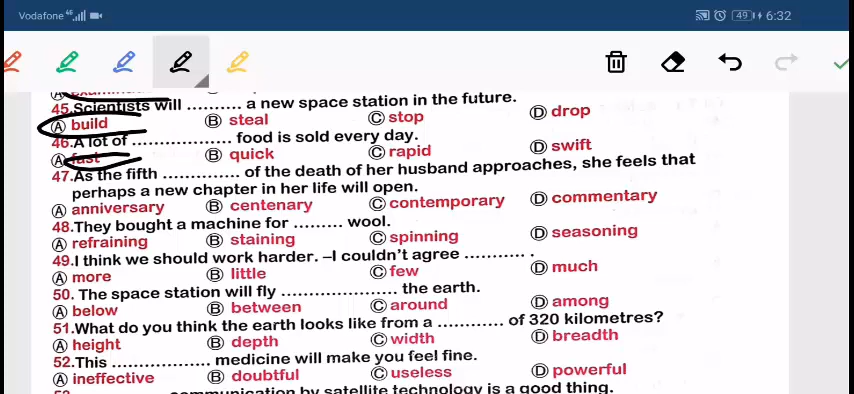 Vodafone 4G
49 6:32
45.Scientists will .......... a new space station in the future.
A build B steal C stop D drop
46.A lot of .................. food is sold every day.
A fast B quick C rapid D swift
47.As the fifth .................. of the death of her husband approaches, she feels that
perhaps a new chapter in her life will open.
A anniversary B centenary C contemporary D commentary
48.They bought a machine for ......... wool.
A refraining B staining C spinning D seasoning
49.I think we should work harder. –I couldn't agree ........... .
A more B little C few D much
50. The space station will fly ..................... the earth.
A below B between C around D among
51.What do you think the earth looks like from a ............ of 320 kilometres?
A height B depth C width D breadth
52.This .................. medicine will make you feel fine.
A ineffective B doubtful C useless D powerful
communication by satellite technology is a good thing.